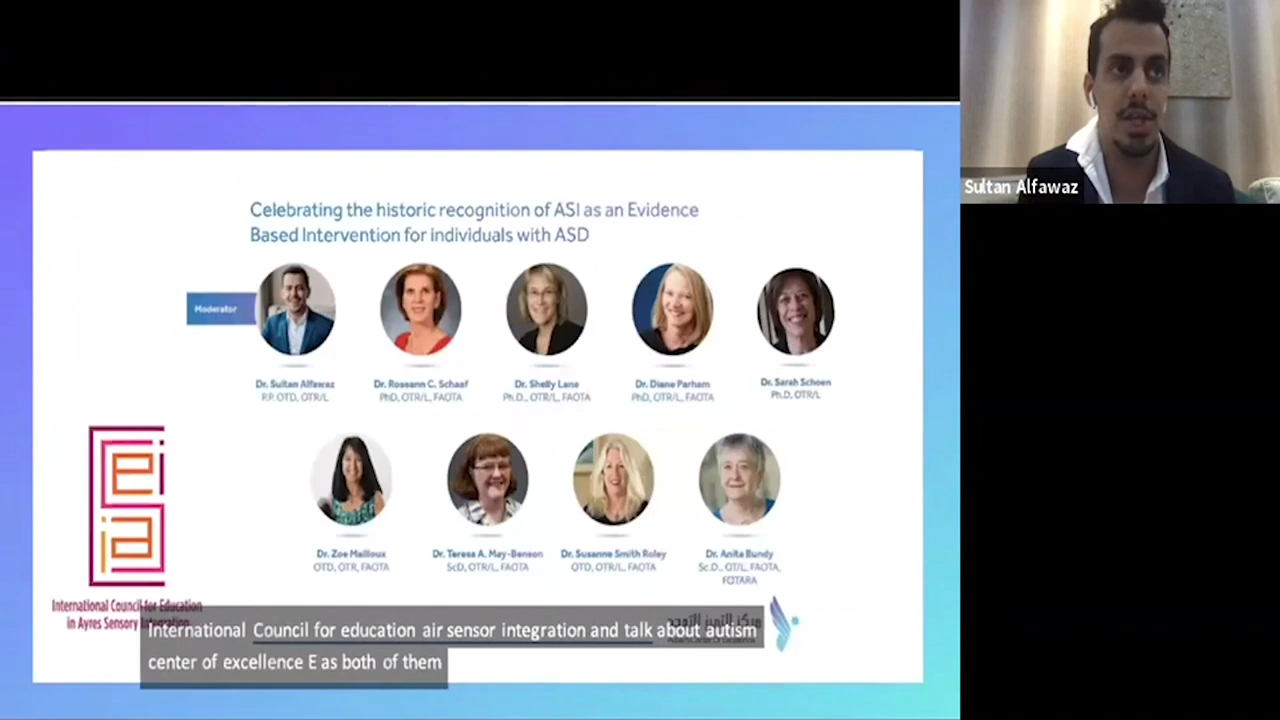 Sultan Alfawaz
Celebrating the historic recognition of ASI as an Evidence
Based Intervention for individuals with ASD
Moderator
Dr. Sultan Alfawaz
P.P. OTD, OTR/L
Dr. Roseann C. Schaaf
PhD, OTR/L, FAOTA
Dr. Shelly Lane
Ph.D., OTR/L, FAOTA
Dr. Diane Parham
PhD, OTR/L, FAOTA
Dr. Sarah Schoen
Ph.D, OTR/L
Dr. Zoe Mailloux
OTD, OTR, FAOTA
Dr. Teresa A. May-Benson
ScD, OTR/L, FAOTA
Dr. Susanne Smith Roley
OTD, OTR/L, FAOTA
Dr. Anita Bundy
Sc.D., OT/L, FAOTA,
FOTARA
International Council for Education
in Ayres Sensory Integration
مركز التميز للتوحد
International Council for education air sensor integration and talk about autism
center of excellence E as both of them